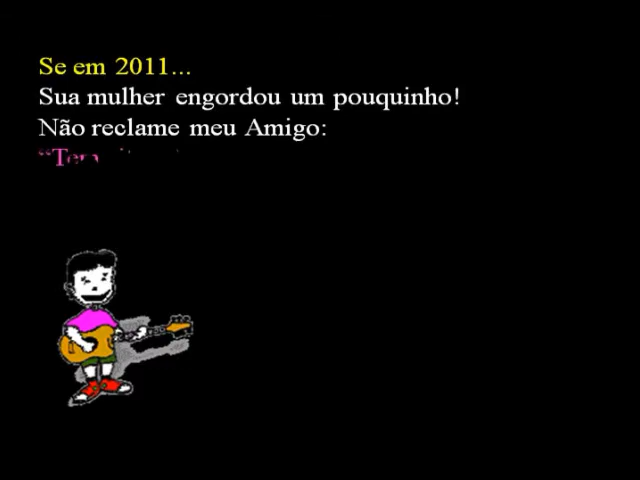 Se em 2011...
Sua mulher engordou um pouquinho!
Não reclame meu Amigo: